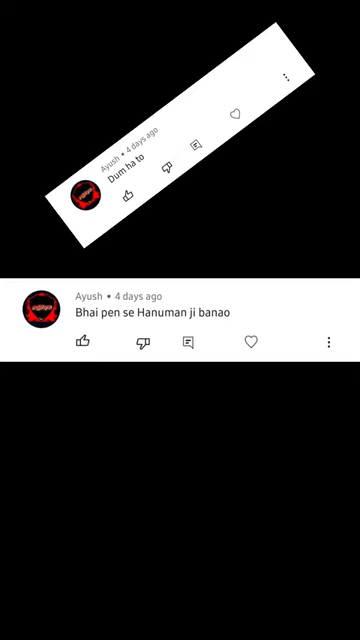 Ayush • 4 days ago
Dum ha to
Ayush • 4 days ago
Bhai pen se Hanuman ji banao